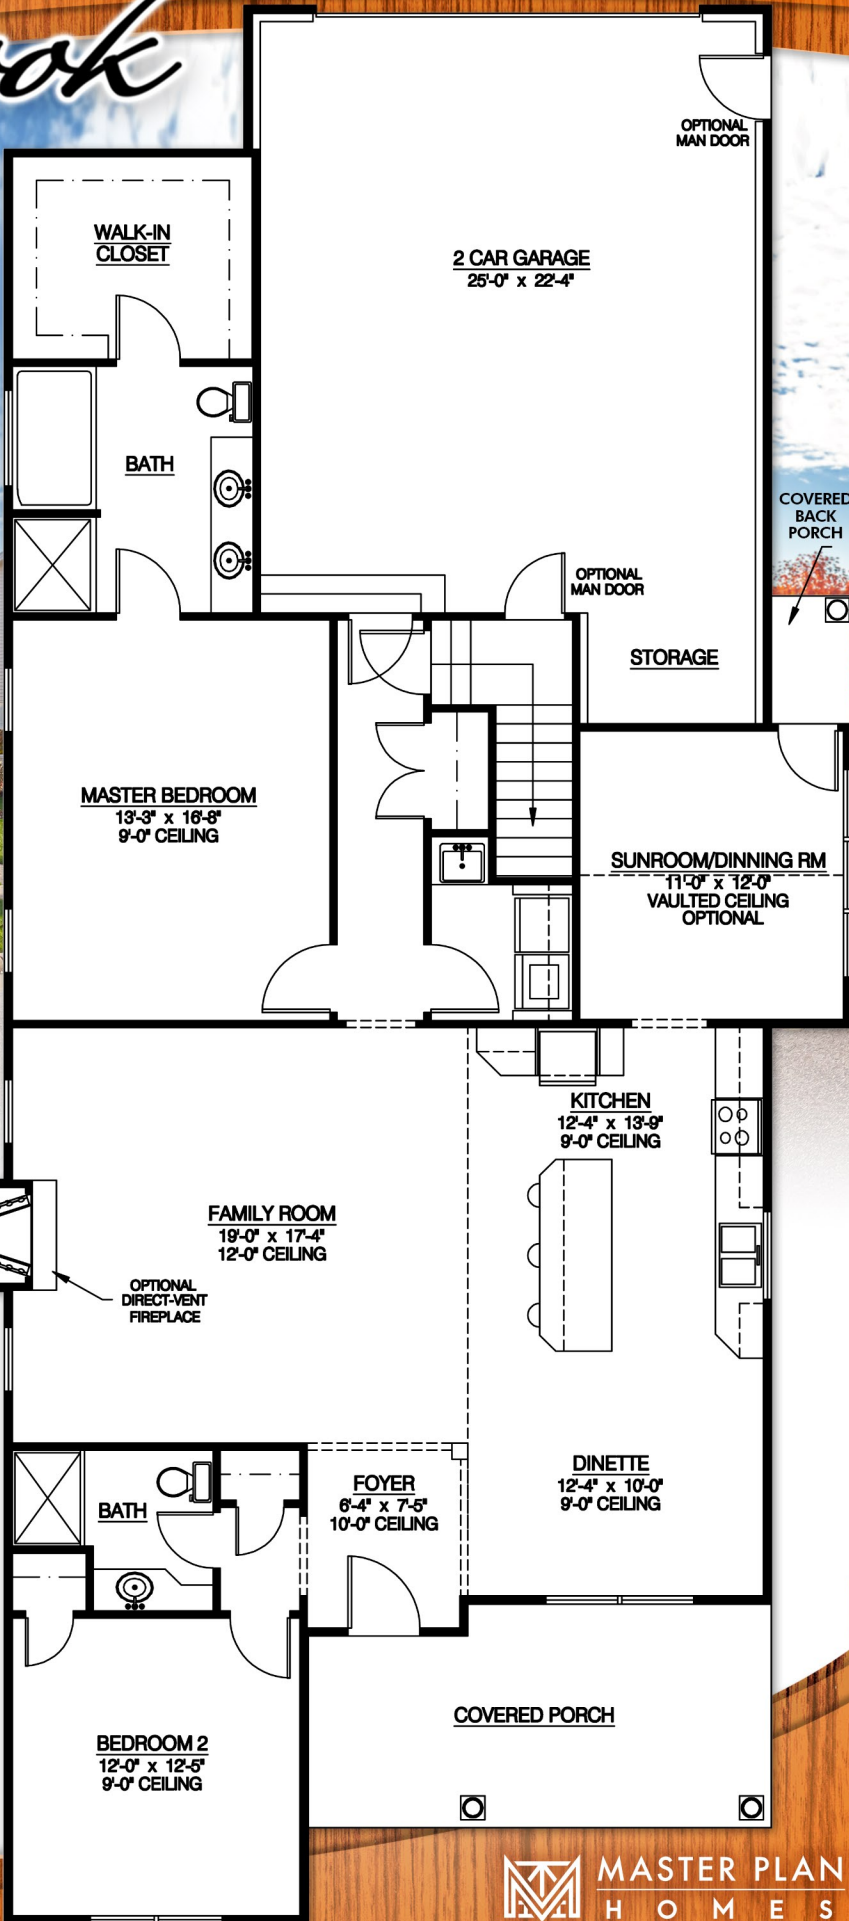 ook
OPTIONAL
MAN DOOR
WALK-IN
CLOSET
2 CAR GARAGE
25'-0" x 22'-4"
BATH
COVERED
BACK
PORCH
OPTIONAL
MAN DOOR
STORAGE
MASTER BEDROOM
13'-3" x 16'-8"
9'-0" CEILING
SUNROOM/DINNING RM
11'-0" x 12'-0"
VAULTED CEILING
OPTIONAL
KITCHEN
12'-4" x 13'-9"
9'-0" CEILING
FAMILY ROOM
19'-0" x 17'-4"
12'-0" CEILING
OPTIONAL
DIRECT-VENT
FIREPLACE
DINETTE
12'-4" x 10'-0"
9'-0" CEILING
FOYER
6'-4" x 7'-5"
10'-0" CEILING
BATH
COVERED PORCH
BEDROOM 2
12'-0" x 12'-5"
9'-0" CEILING
MASTER PLAN
HOMES